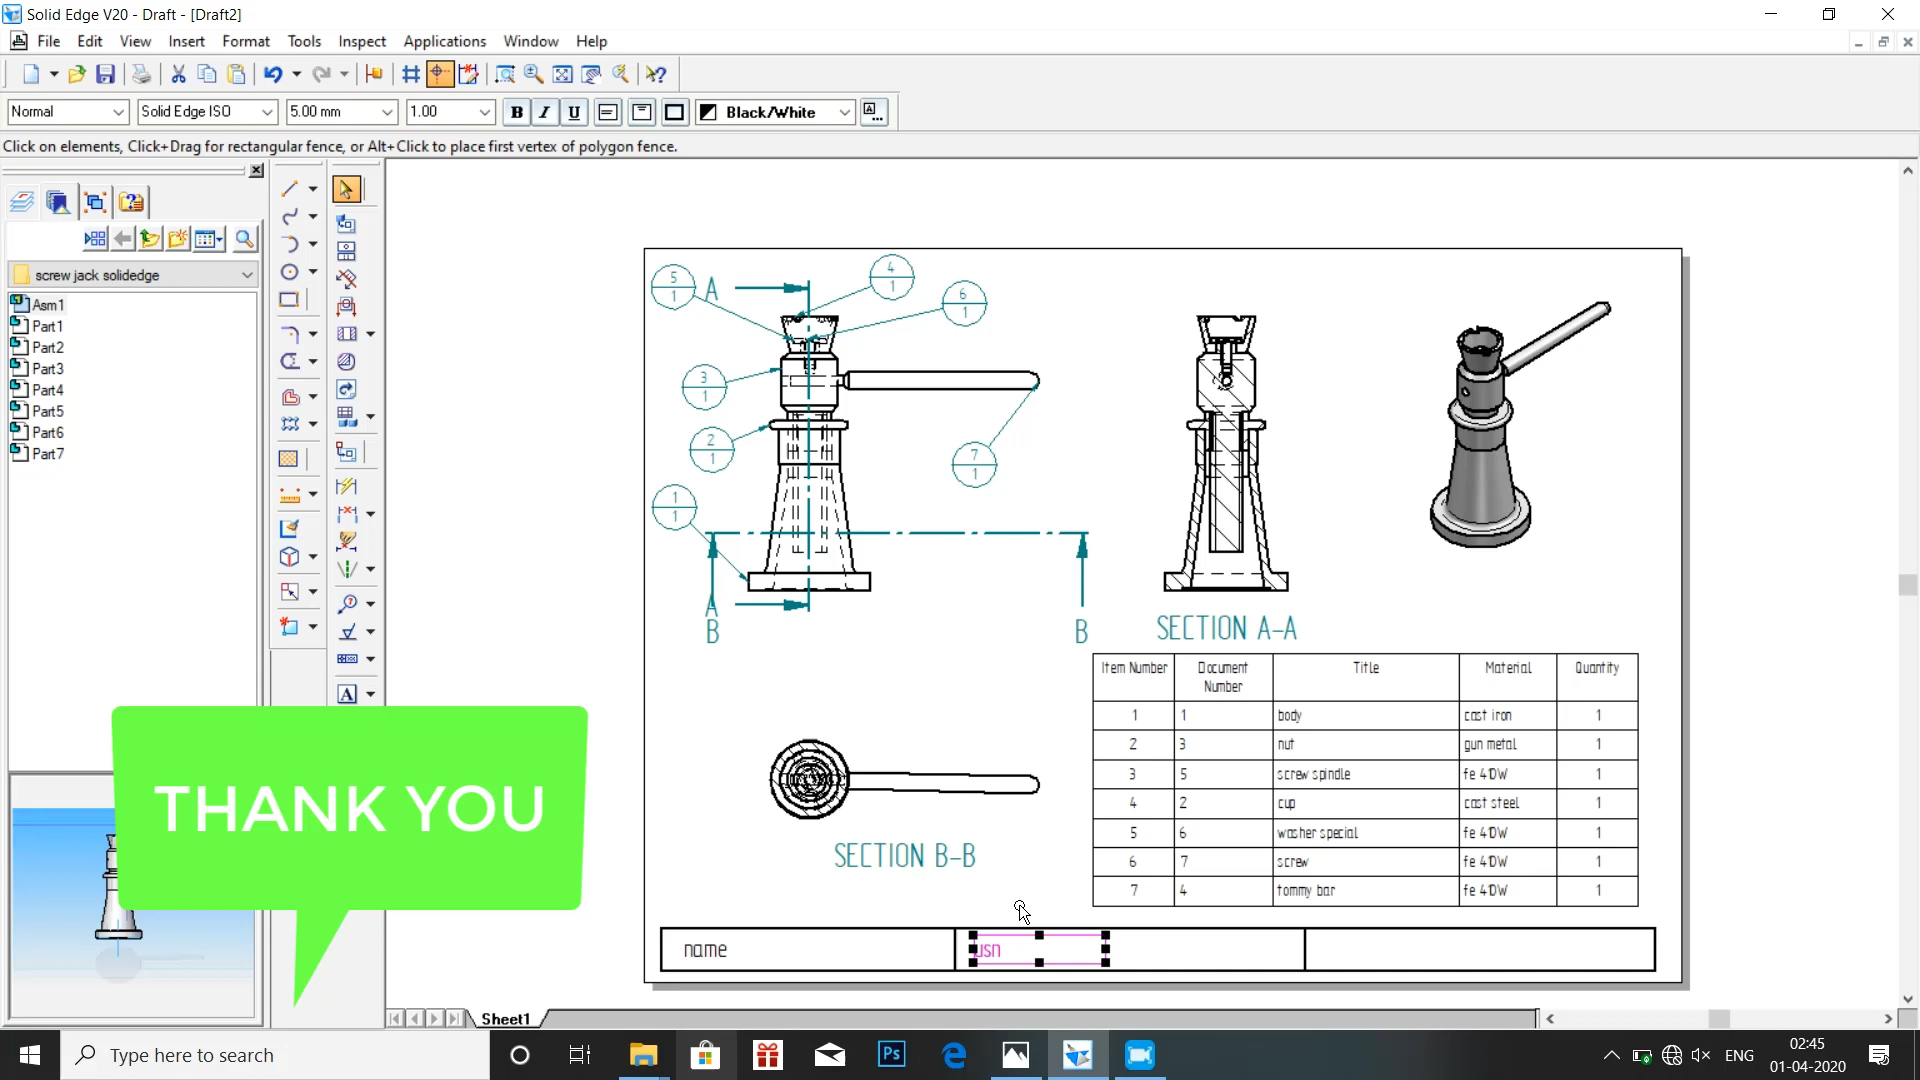 Solid Edge V20 - Draft - [Draft2]
File Edit View Insert Format Tools Inspect Applications Window Help
Normal Solid Edge ISO 5.00 mm 1.00 B I U Black/White A...
Click on elements, Click+Drag for rectangular fence, or Alt+Click to place first vertex of polygon fence.
screw jack solidedge
Asm1
Part1
Part2
Part3
Part4
Part5
Part6
Part7
A
5
1
A
4
1
6
1
3
1
2
1
7
1
1
1
A
B
B
SECTION A-A
SECTION B-B
Item Number Document Number Title Material Quantity
1 1 body cast iron 1
2 3 nut gun metal 1
3 5 screw spindle fe 410W 1
4 2 cup cast steel 1
5 6 washer special fe 410W 1
6 7 screw fe 410W 1
7 4 tommy bar fe 410W 1
name usn
THANK YOU
Sheet1
Type here to search
Ps
ENG
02:45
01-04-2020